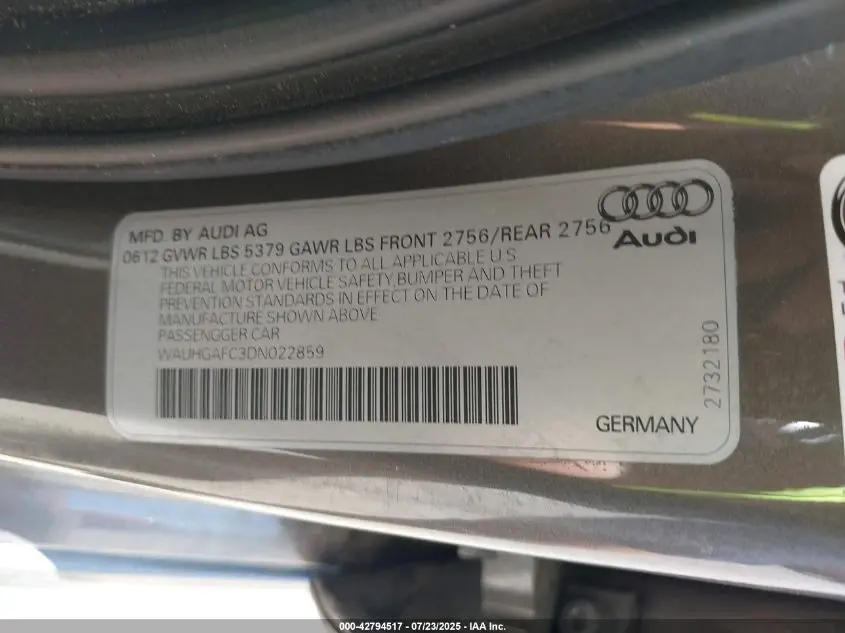 MFD. BY AUDI AG
0612 GVWR LBS 5379 GAWR LBS FRONT 2756/REAR 2756
THIS VEHICLE CONFORMS TO ALL APPLICABLE U S
FEDERAL MOTOR VEHICLE SAFETY,BUMPER AND THEFT
PREVENTION STANDARDS IN EFFECT ON THE DATE OF
MANUFACTURE SHOWN ABOVE
PASSENGGER CAR
WAUHGAFC3DN022859
Audi
2732180
GERMANY
000-42794517 | 07/23/2025 - IAA Inc.